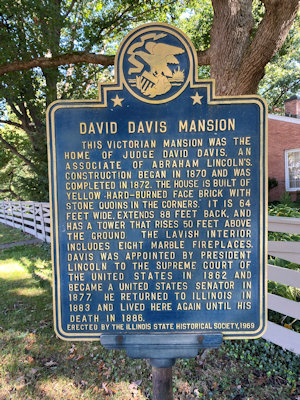 DAVID DAVIS MANSION
THIS VICTORIAN MANSION WAS THE
HOME OF JUDGE DAVID DAVIS, AN
ASSOCIATE OF ABRAHAM LINCOLN'S.
CONSTRUCTION BEGAN IN 1870 AND WAS
COMPLETED IN 1872. THE HOUSE IS BUILT OF
YELLOW HARD-BURNED FACE BRICK WITH
STONE QUOINS IN THE CORNERS. IT IS 64
FEET WIDE, EXTENDS 88 FEET BACK, AND
HAS A TOWER THAT RISES 50 FEET ABOVE
THE GROUND. THE LAVISH INTERIOR
INCLUDES EIGHT MARBLE FIREPLACES.
DAVIS WAS APPOINTED BY PRESIDENT
LINCOLN TO THE SUPREME COURT OF
THE UNITED STATES IN 1862 AND
BECAME A UNITED STATES SENATOR IN
1877. HE RETURNED TO ILLINOIS IN
1883 AND LIVED HERE AGAIN UNTIL HIS
DEATH IN 1886.
ERECTED BY THE ILLINOIS STATE HISTORICAL SOCIETY, 1969